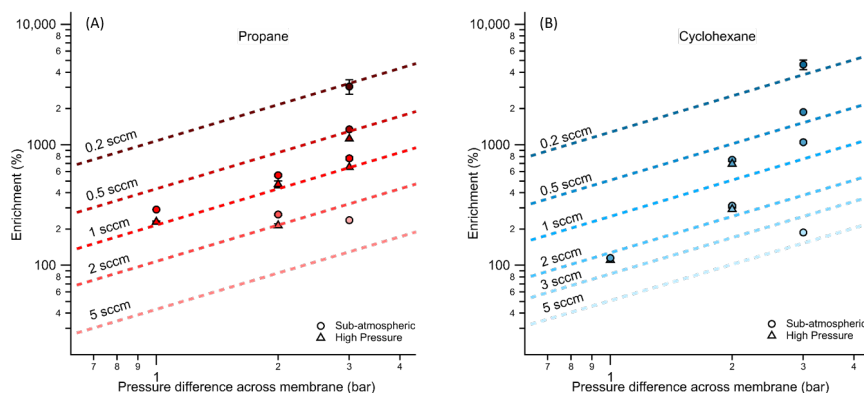 (A)
Propane
10,000
8
6
4
2
1000
8
6
4
2
100
8
6
4
Enrichment (%)
0.2 sccm
0.5 sccm
1 sccm
2 sccm
5 sccm
Sub-atmospheric
High Pressure
7 8 9 1 2 3 4
Pressure difference across membrane (bar)
(B)
Cyclohexane
10,000
8
6
4
2
1000
8
6
4
2
100
8
6
4
Enrichment (%)
0.2 sccm
0.5 sccm
1 sccm
2 sccm
3 sccm
5 sccm
Sub-atmospheric
High Pressure
7 8 9 1 2 3 4
Pressure difference across membrane (bar)